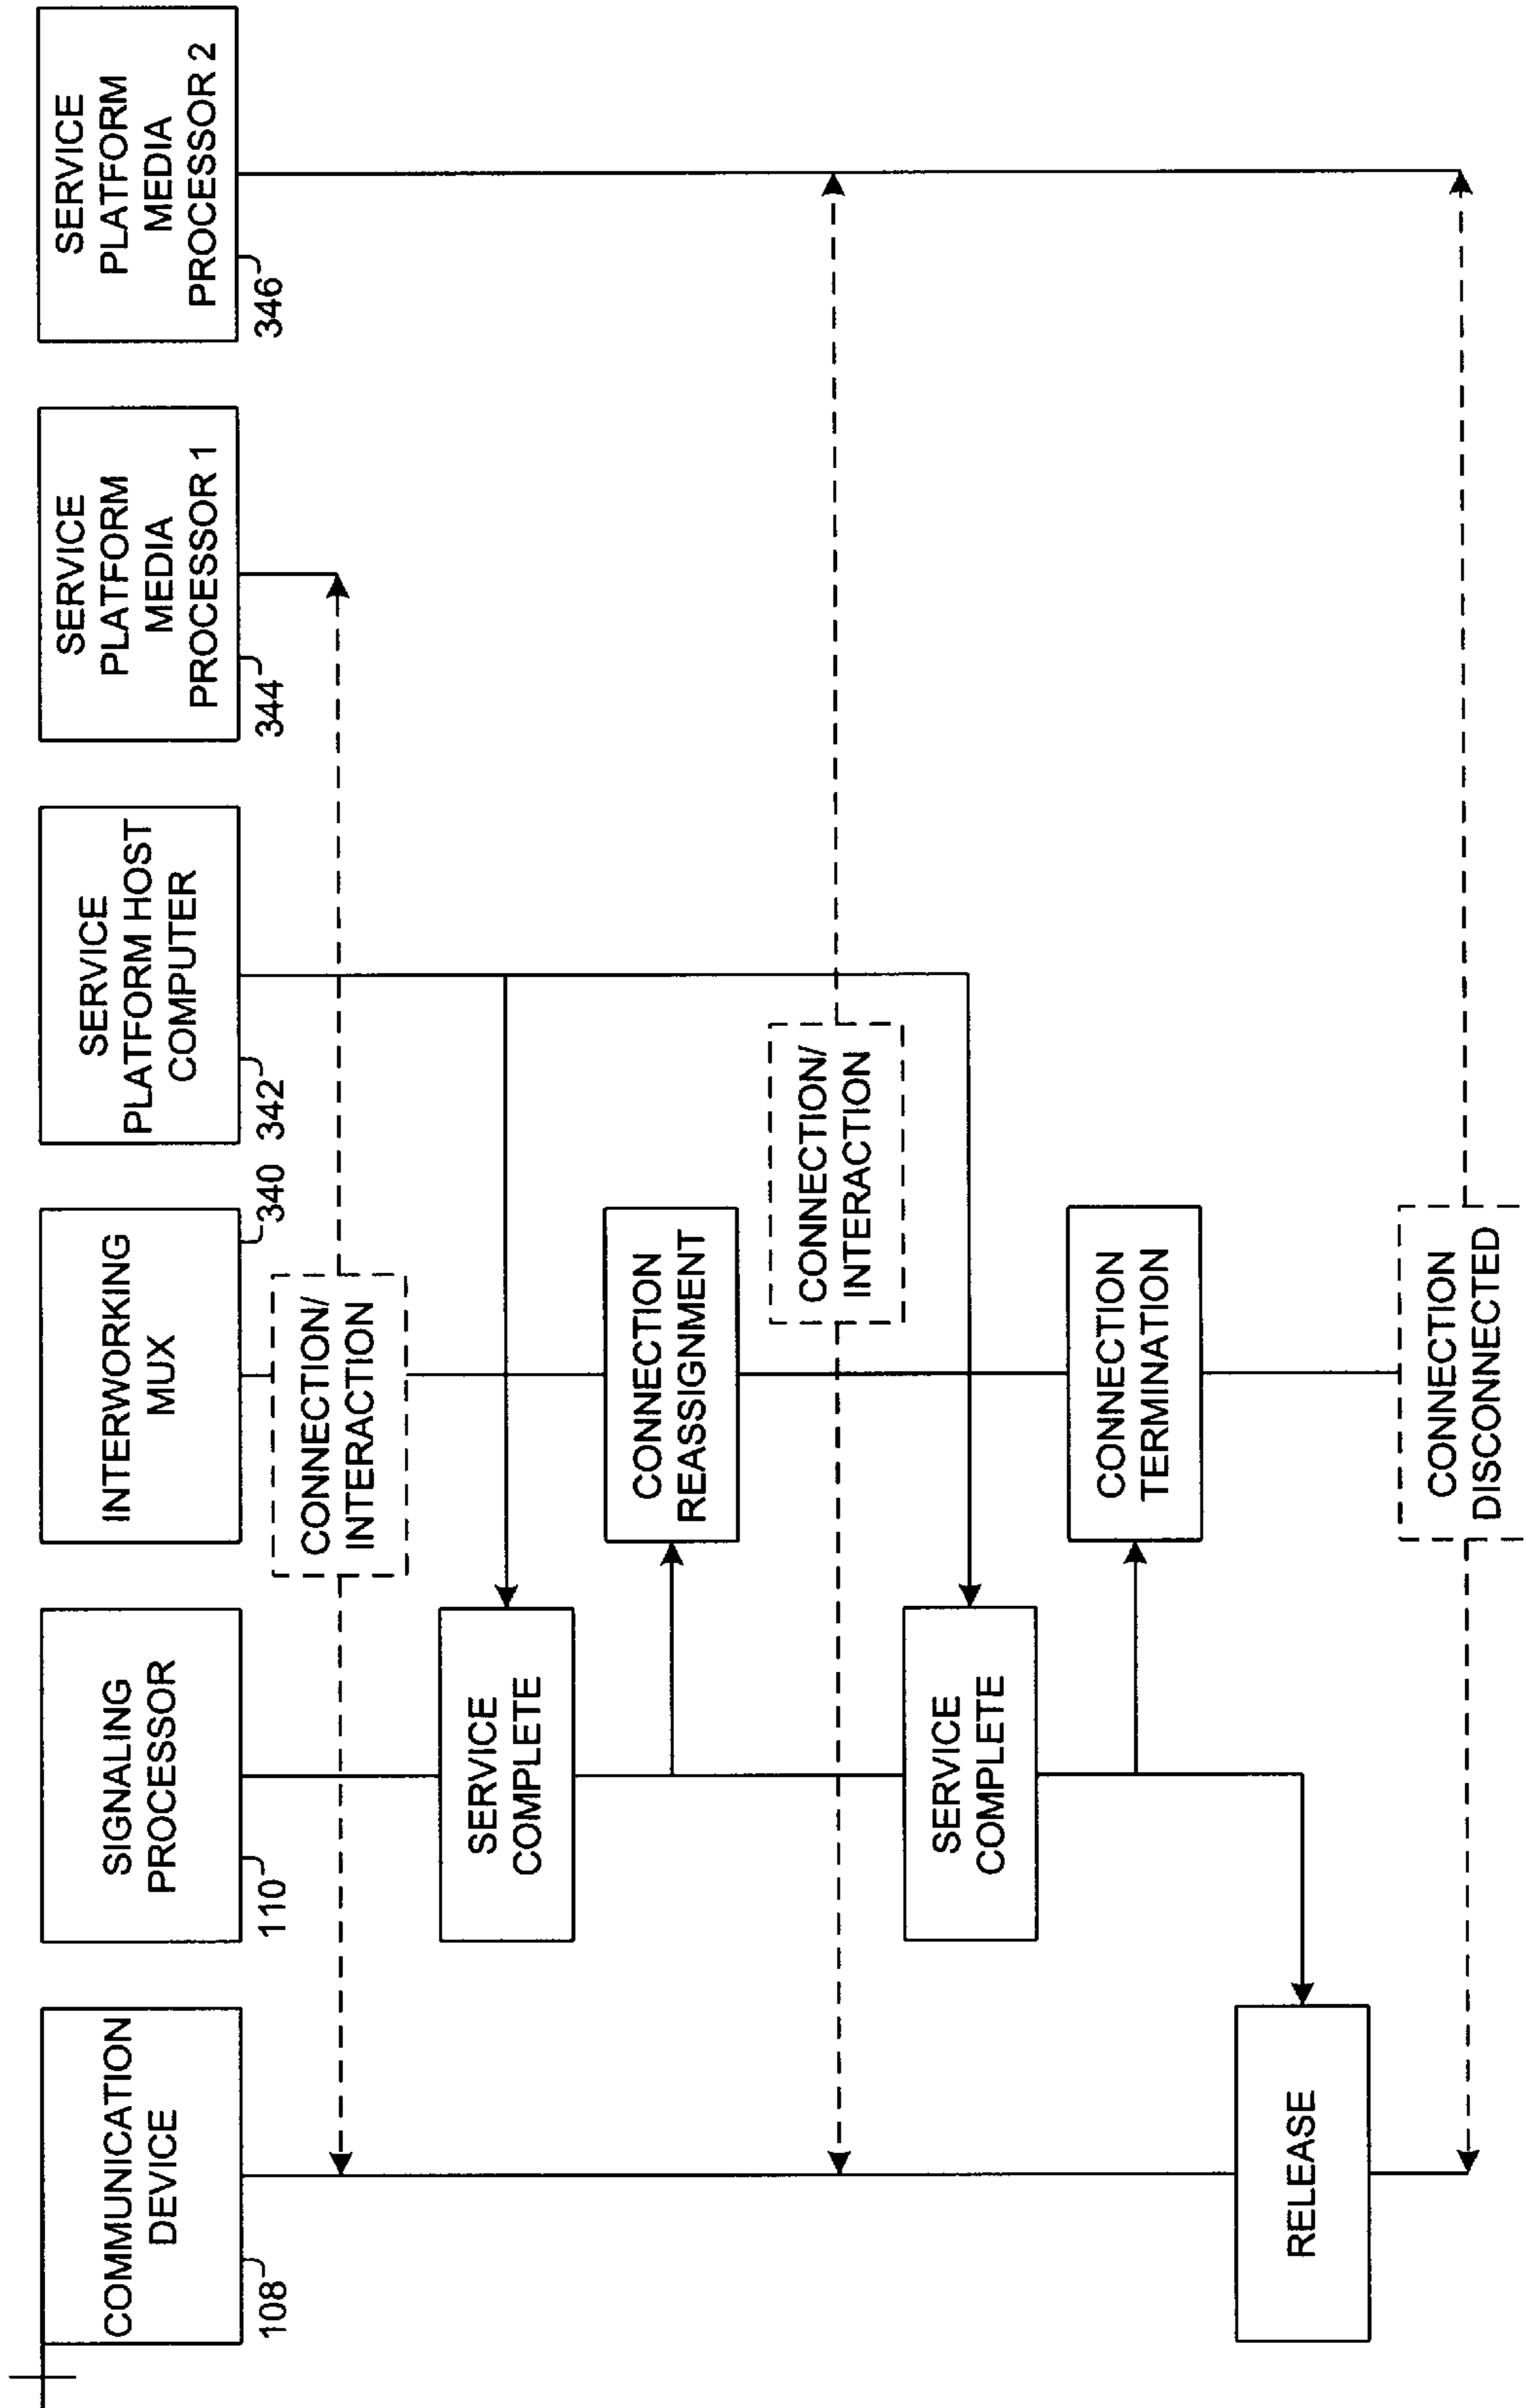 COMMUNICATION
DEVICE
108
SIGNALING
PROCESSOR
110
INTERWORKING
MUX
340
SERVICE
PLATFORM HOST
COMPUTER
342
SERVICE
PLATFORM
MEDIA
PROCESSOR 1
344
SERVICE
PLATFORM
MEDIA
PROCESSOR 2
346
CONNECTION/
INTERACTION
SERVICE
COMPLETE
CONNECTION
REASSIGNMENT
CONNECTION/
INTERACTION
SERVICE
COMPLETE
CONNECTION
TERMINATION
RELEASE
CONNECTION
DISCONNECTED